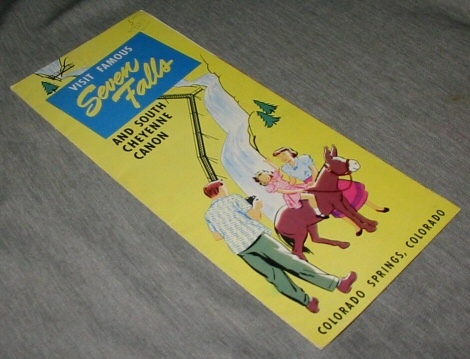 VISIT FAMOUS
Seven
Falls
AND SOUTH
CHEYENNE
CANON
COLORADO SPRINGS, COLORADO